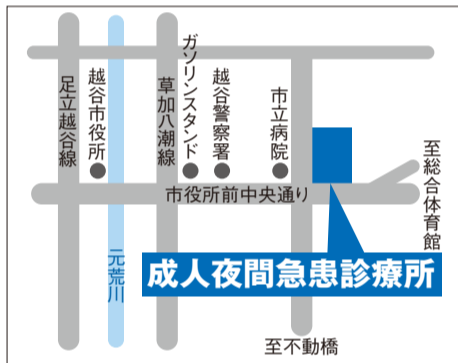 足立越谷線
越谷市役所
元荒川
草加八潮線
ガソリンスタンド
越谷警察署
市立病院
至総合体育館
市役所前中央通り
成人夜間急患診療所
至不動橋